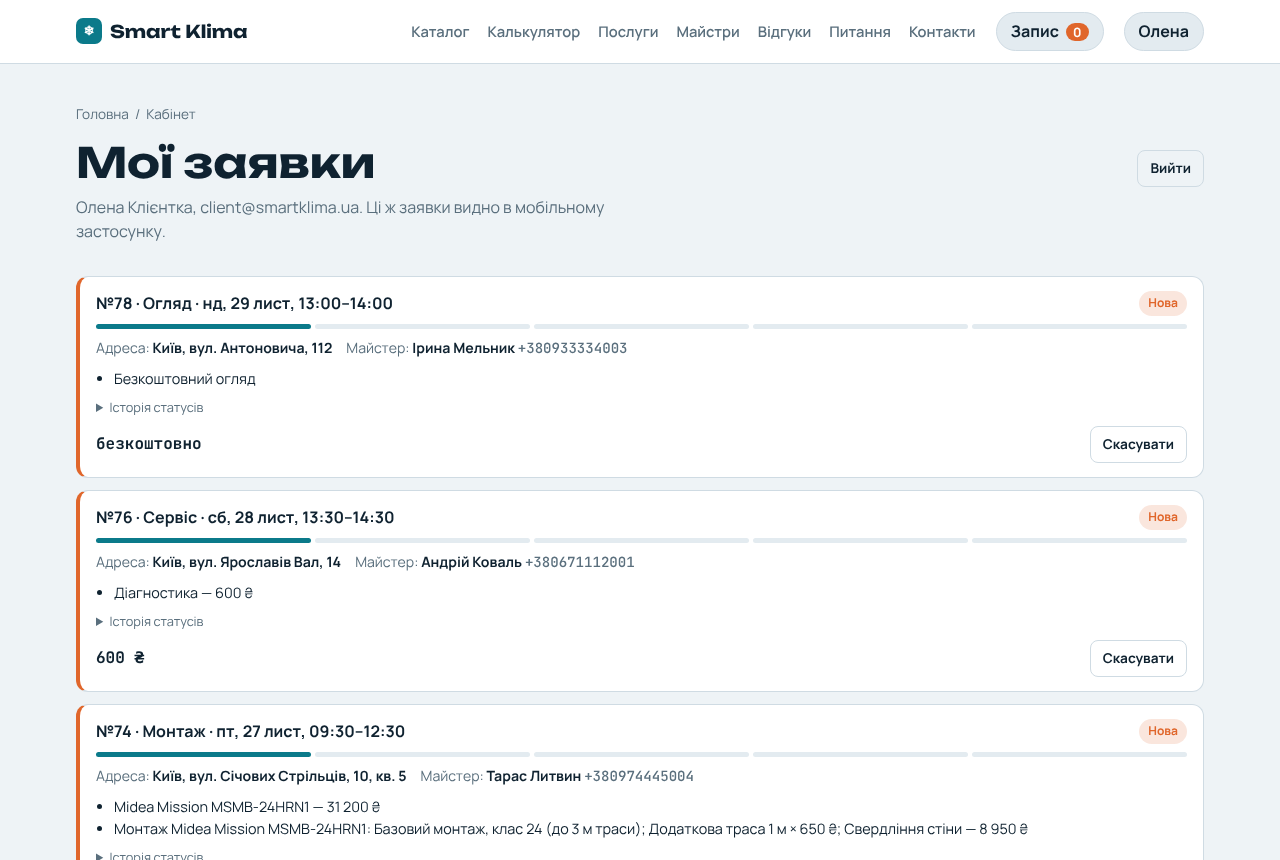 ❄ Smart Klima
Каталог Калькулятор Послуги Майстри Відгуки Питання Контакти Запис 0 Олена
Головна / Кабінет
Мої заявки
Вийти
Олена Клієнтка, client@smartklima.ua. Ці ж заявки видно в мобільному
застосунку.
№78 · Огляд · нд, 29 лист, 13:00–14:00 Нова
Адреса: Київ, вул. Антоновича, 112 Майстер: Ірина Мельник +380933334003
• Безкоштовний огляд
▶ Історія статусів
безкоштовно Скасувати
№76 · Сервіс · сб, 28 лист, 13:30–14:30 Нова
Адреса: Київ, вул. Ярославів Вал, 14 Майстер: Андрій Коваль +380671112001
• Діагностика — 600 ₴
▶ Історія статусів
600 ₴ Скасувати
№74 · Монтаж · пт, 27 лист, 09:30–12:30 Нова
Адреса: Київ, вул. Січових Стрільців, 10, кв. 5 Майстер: Тарас Литвин +380974445004
• Midea Mission MSMB-24HRN1 — 31 200 ₴
• Монтаж Midea Mission MSMB-24HRN1: Базовий монтаж, клас 24 (до 3 м траси); Додаткова траса 1 м × 650 ₴; Свердління стіни — 8 950 ₴
▶ Історія статусів